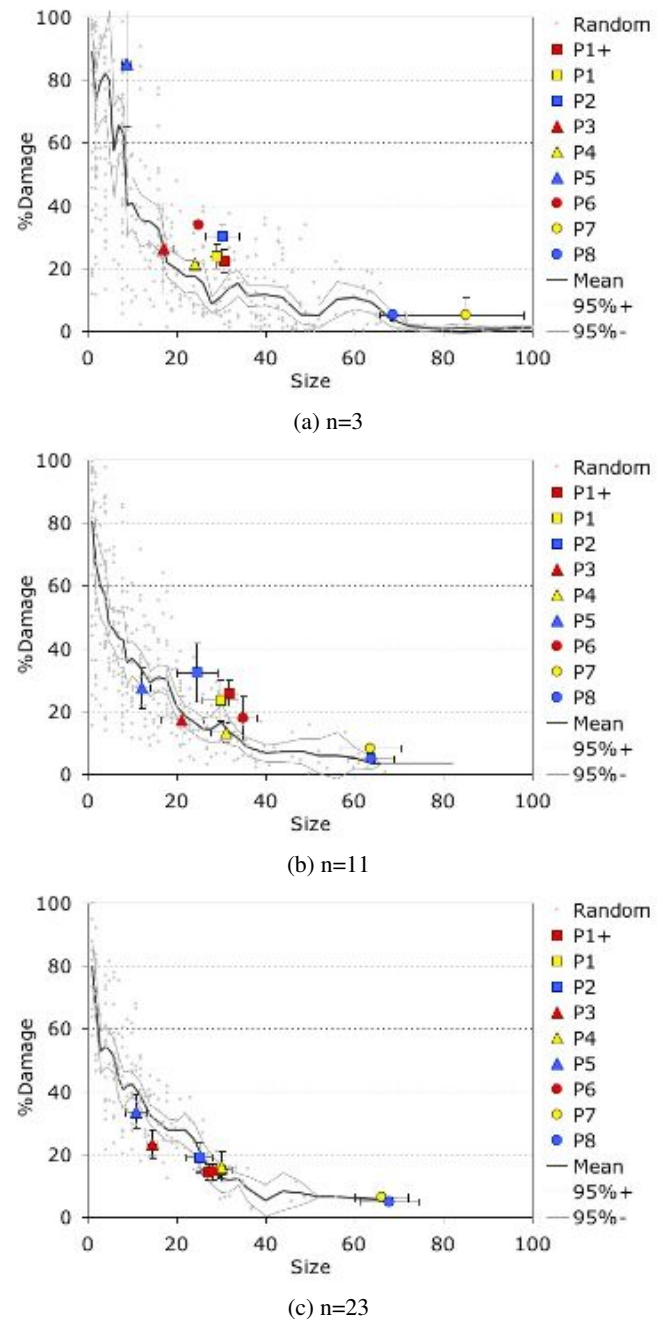 100
80
60
40
20
0
%Damage
0 20 40 60 80 100
Size
Random
P1+
P1
P2
P3
P4
P5
P6
P7
P8
Mean
95%+
95%-
(a) n=3
100
80
60
40
20
0
%Damage
0 20 40 60 80 100
Size
Random
P1+
P1
P2
P3
P4
P5
P6
P7
P8
Mean
95%+
95%-
(b) n=11
100
80
60
40
20
0
%Damage
0 20 40 60 80 100
Size
Random
P1+
P1
P2
P3
P4
P5
P6
P7
P8
Mean
95%+
95%-
(c) n=23